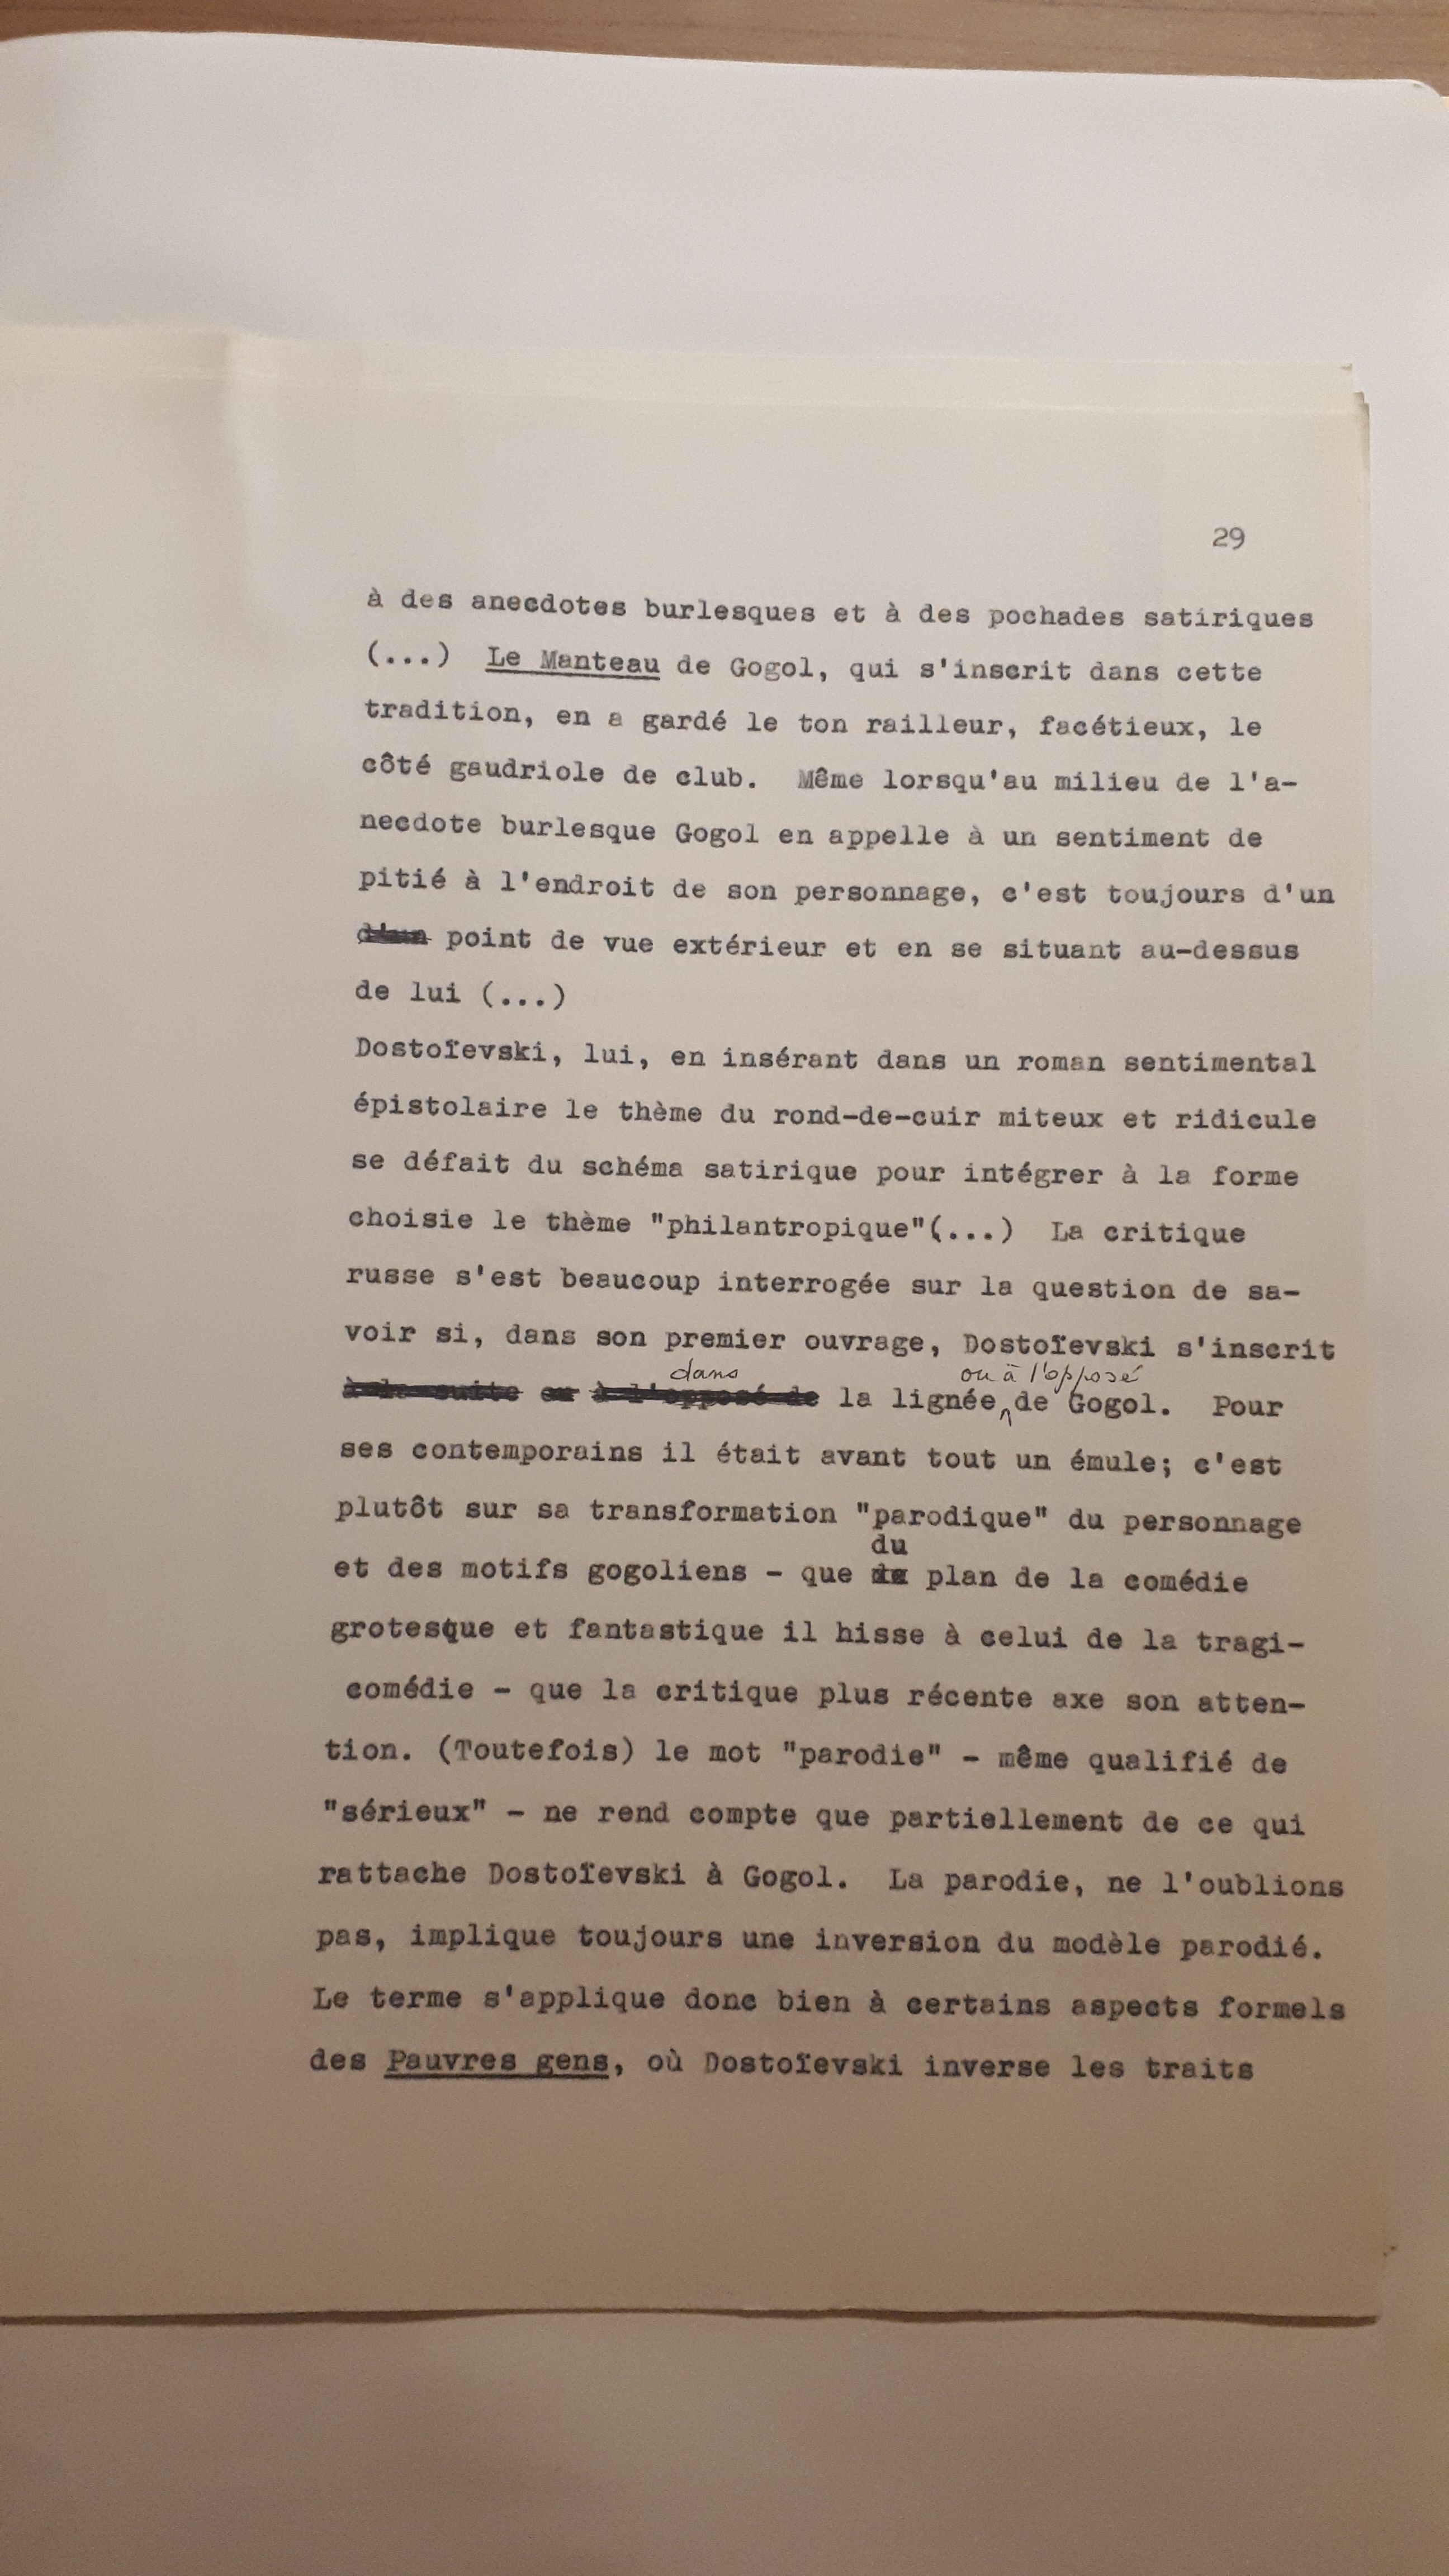 29
à des anecdotes burlesques et à des pochades satiriques
(...) Le Manteau de Gogol, qui s'inscrit dans cette
tradition, en a gardé le ton railleur, facétieux, le
côté gaudriole de club. Même lorsqu'au milieu de l'a-
necdote burlesque Gogol en appelle à un sentiment de
pitié à l'endroit de son personnage, c'est toujours d'un
d'un point de vue extérieur et en se situant au-dessus
de lui (...)
Dostoïevski, lui, en insérant dans un roman sentimental
épistolaire le thème du rond-de-cuir miteux et ridicule
se défait du schéma satirique pour intégrer à la forme
choisie le thème "philantropique"(...) La critique
russe s'est beaucoup interrogée sur la question de sa-
voir si, dans son premier ouvrage, Dostoïevski s'inscrit
dans ou à l'opposé
à la suite ou à l'opposé de la lignée de Gogol. Pour
ses contemporains il était avant tout un émule; c'est
plutôt sur sa transformation "parodique" du personnage
du
et des motifs gogoliens - que plan de la comédie
grotesque et fantastique il hisse à celui de la tragi-
comédie - que la critique plus récente axe son atten-
tion. (Toutefois) le mot "parodie" - même qualifié de
"sérieux" - ne rend compte que partiellement de ce qui
rattache Dostoïevski à Gogol. La parodie, ne l'oublions
pas, implique toujours une inversion du modèle parodié.
Le terme s'applique donc bien à certains aspects formels
des Pauvres gens, où Dostoïevski inverse les traits